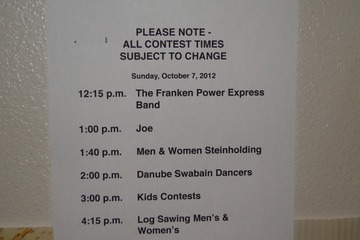 PLEASE NOTE -
ALL CONTEST TIMES
SUBJECT TO CHANGE
Sunday, October 7, 2012
12:15 p.m. The Franken Power Express
Band
1:00 p.m. Joe
1:40 p.m. Men & Women Steinholding
2:00 p.m. Danube Swabain Dancers
3:00 p.m. Kids Contests
4:15 p.m. Log Sawing Men's &
Women's